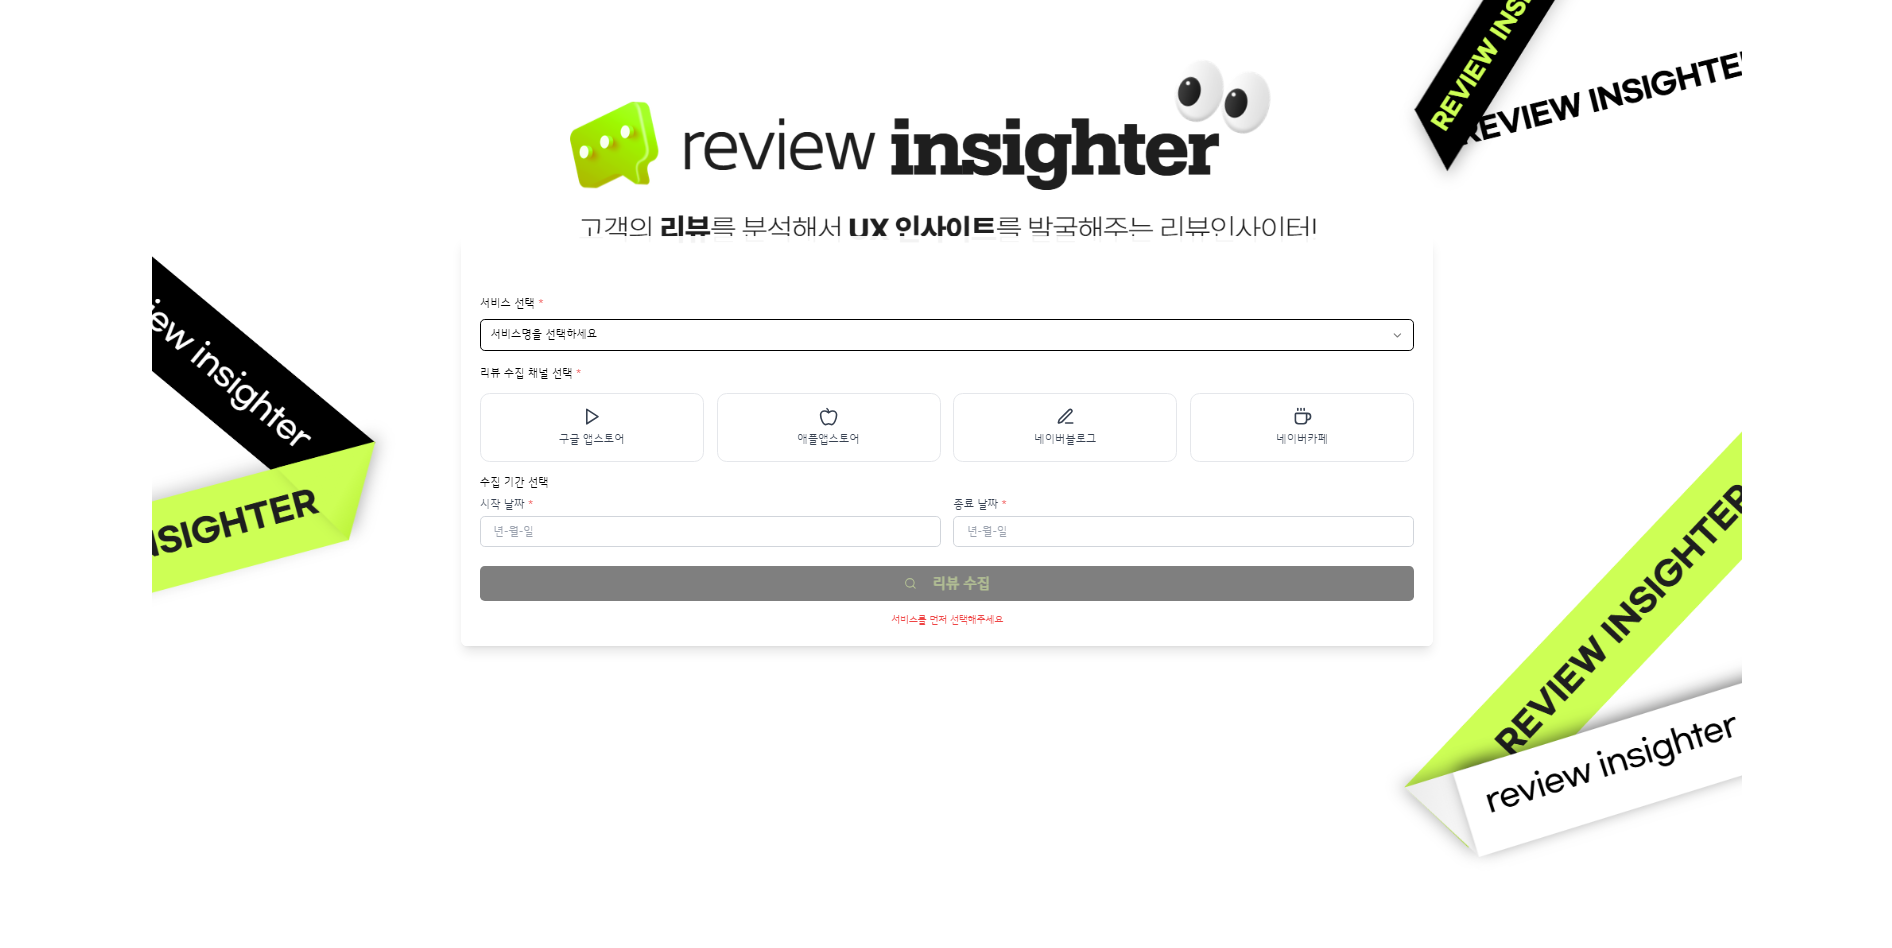 REVIEW INS
REVIEW INSIGHTER
review insighter
고객의 리뷰를 분석해서 UX 인사이트를 발굴해주는 리뷰인사이터!
서비스 선택 *
서비스명을 선택하세요
리뷰 수집 채널 선택 *
구글 앱스토어
애플앱스토어
네이버블로그
네이버카페
수집 기간 선택
시작 날짜 *
종료 날짜 *
년-월-일
년-월-일
리뷰 수집
서비스를 먼저 선택해주세요
iew insighter
NSIGHTER
REVIEW INSIGHTER
review insighter